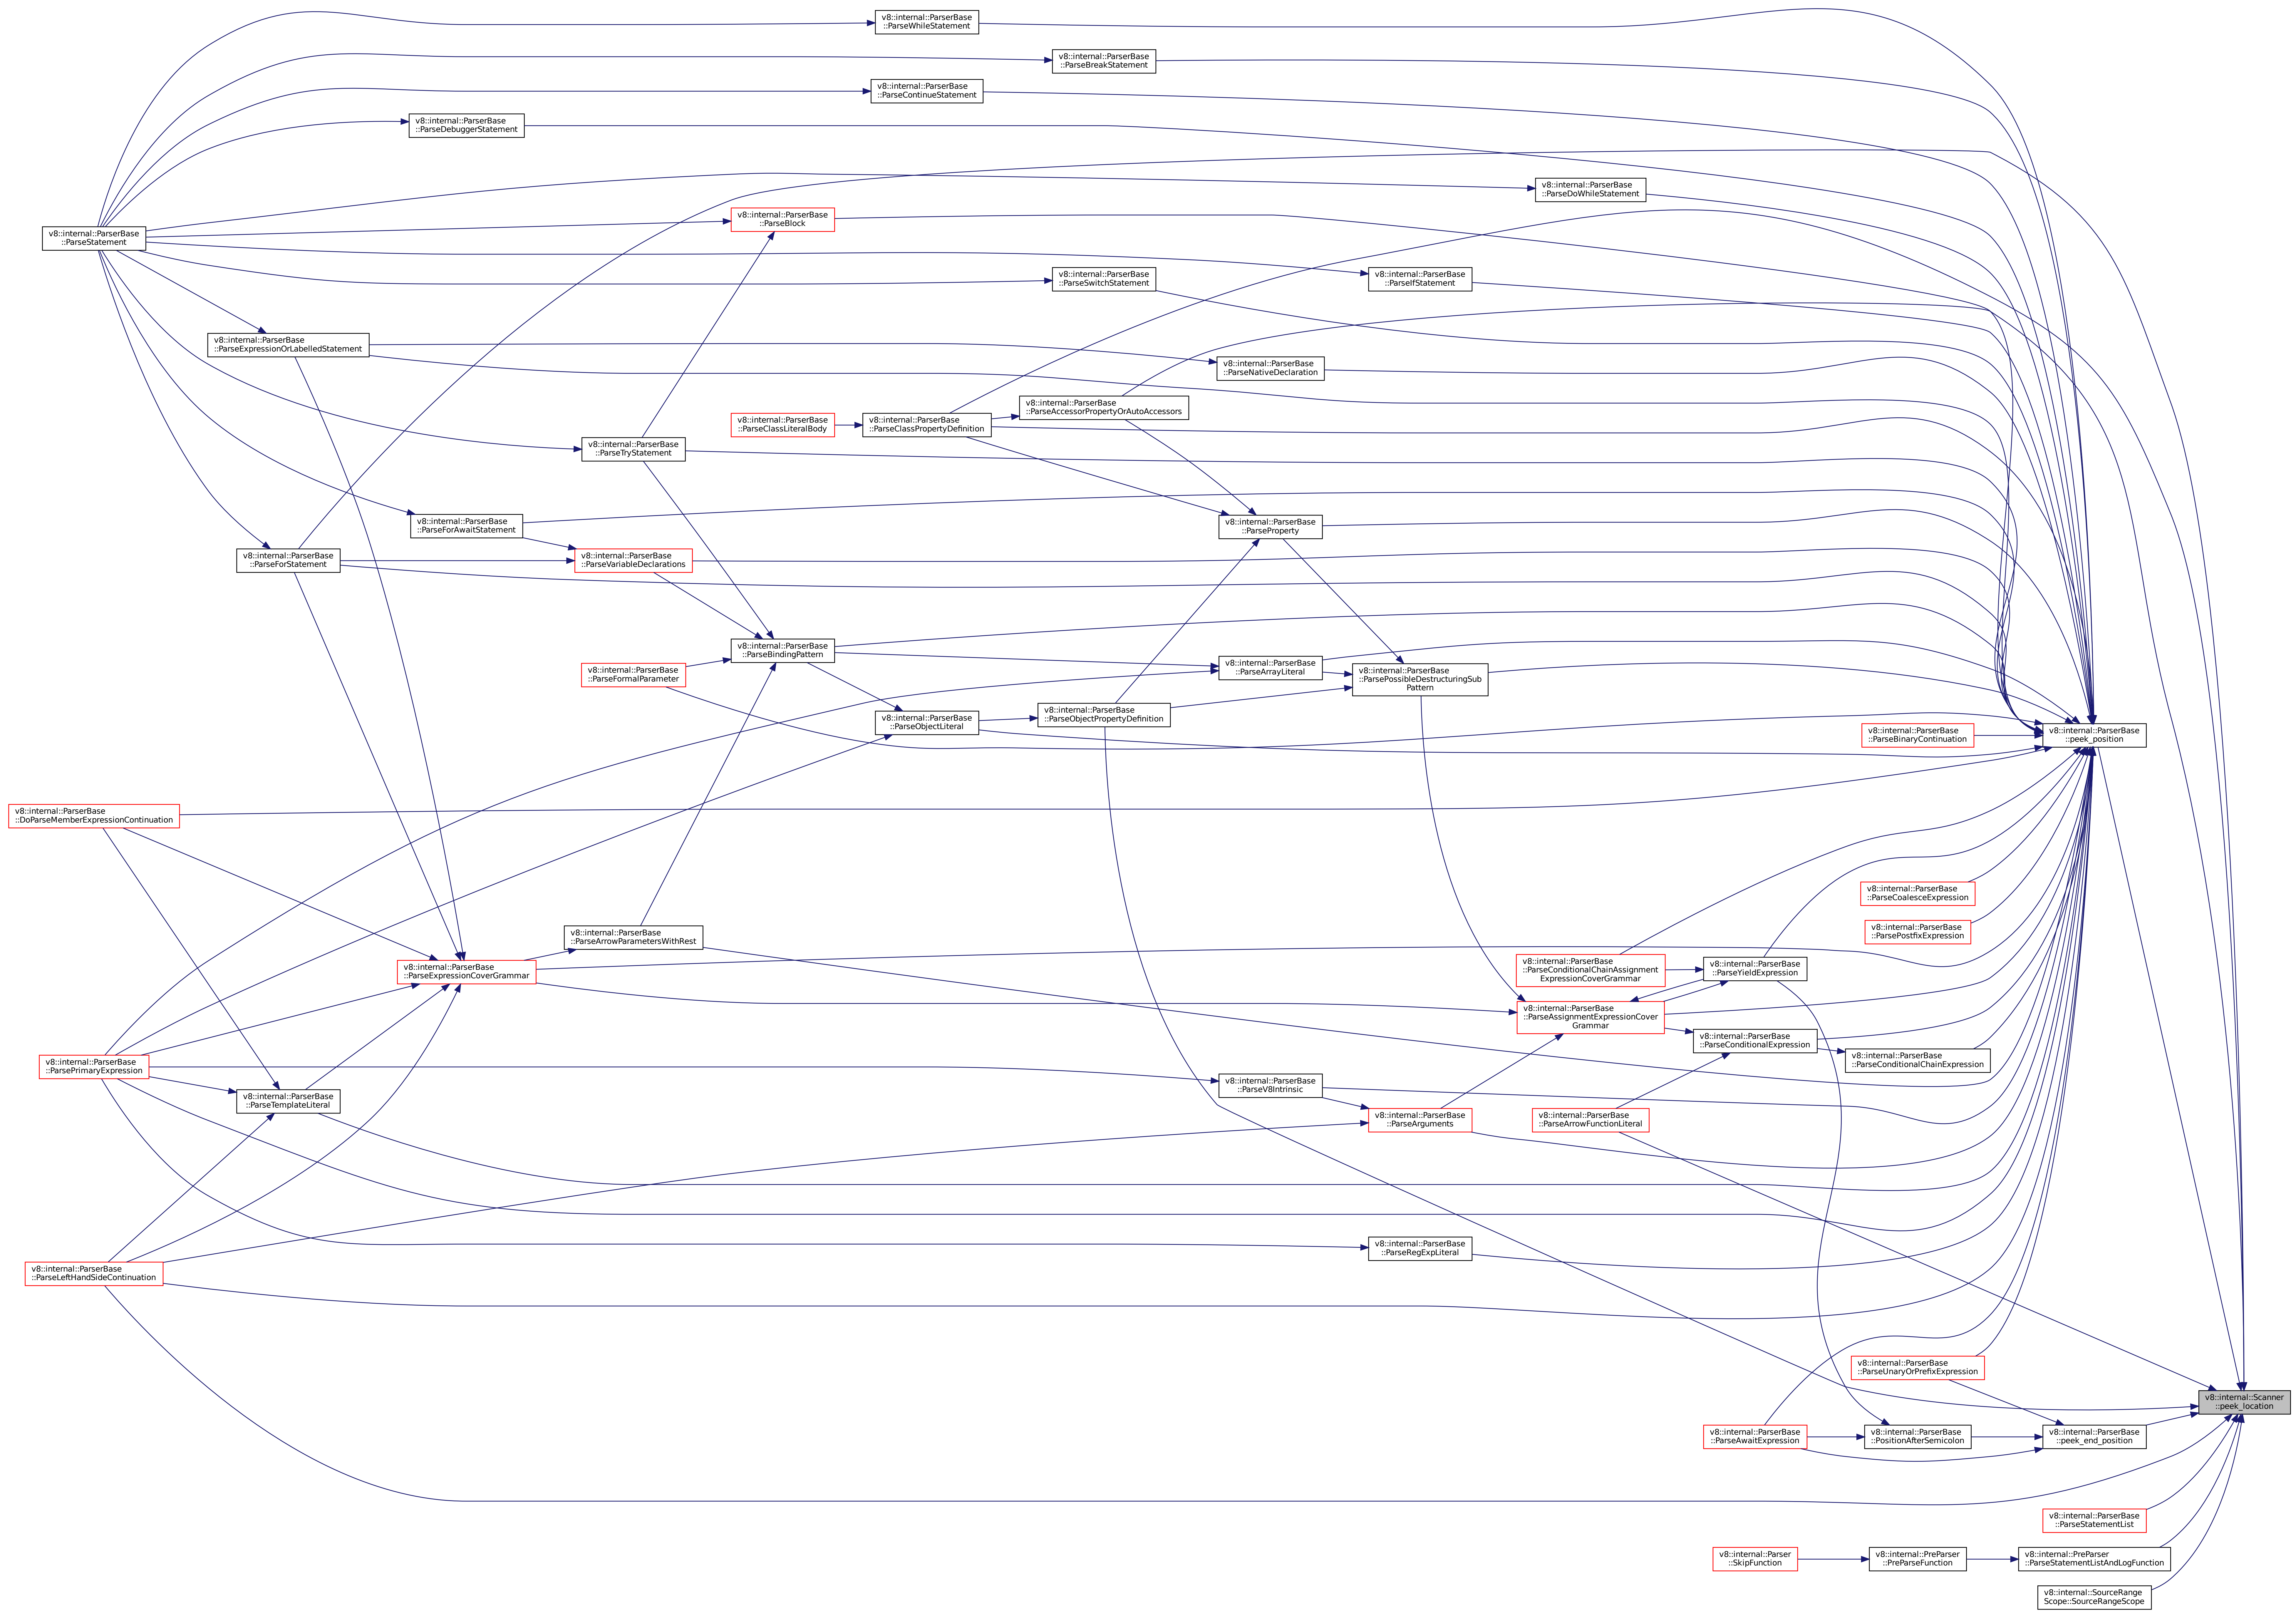 v8::internal::ParserBase
::ParseWhileStatement
v8::internal::ParserBase
::ParseBreakStatement
v8::internal::ParserBase
::ParseContinueStatement
v8::internal::ParserBase
::ParseDebuggerStatement
v8::internal::ParserBase
::ParseDoWhileStatement
v8::internal::ParserBase
::ParseBlock
v8::internal::ParserBase
::ParseStatement
v8::internal::ParserBase
::ParseSwitchStatement
v8::internal::ParserBase
::ParseIfStatement
v8::internal::ParserBase
::ParseExpressionOrLabelledStatement
v8::internal::ParserBase
::ParseNativeDeclaration
v8::internal::ParserBase
::ParseAccessorPropertyOrAutoAccessors
v8::internal::ParserBase
::ParseClassLiteralBody
v8::internal::ParserBase
::ParseClassPropertyDefinition
v8::internal::ParserBase
::ParseTryStatement
v8::internal::ParserBase
::ParseForAwaitStatement
v8::internal::ParserBase
::ParseProperty
v8::internal::ParserBase
::ParseForStatement
v8::internal::ParserBase
::ParseVariableDeclarations
v8::internal::ParserBase
::ParseBindingPattern
v8::internal::ParserBase
::ParseFormalParameter
v8::internal::ParserBase
::ParseArrayLiteral
v8::internal::ParserBase
::ParsePossibleDestructuringSub
Pattern
v8::internal::ParserBase
::ParseObjectLiteral
v8::internal::ParserBase
::ParseObjectPropertyDefinition
v8::internal::ParserBase
::ParseBinaryContinuation
v8::internal::ParserBase
::peek_position
v8::internal::ParserBase
::DoParseMemberExpressionContinuation
v8::internal::ParserBase
::ParseCoalesceExpression
v8::internal::ParserBase
::ParsePostfixExpression
v8::internal::ParserBase
::ParseArrowParametersWithRest
v8::internal::ParserBase
::ParseExpressionCoverGrammar
v8::internal::ParserBase
::ParseConditionalChainAssignment
ExpressionCoverGrammar
v8::internal::ParserBase
::ParseYieldExpression
v8::internal::ParserBase
::ParseAssignmentExpressionCover
Grammar
v8::internal::ParserBase
::ParseConditionalExpression
v8::internal::ParserBase
::ParseConditionalChainExpression
v8::internal::ParserBase
::ParsePrimaryExpression
v8::internal::ParserBase
::ParseV8Intrinsic
v8::internal::ParserBase
::ParseTemplateLiteral
v8::internal::ParserBase
::ParseArguments
v8::internal::ParserBase
::ParseArrowFunctionLiteral
v8::internal::ParserBase
::ParseRegExpLiteral
v8::internal::ParserBase
::ParseLeftHandSideContinuation
v8::internal::ParserBase
::ParseUnaryOrPrefixExpression
v8::internal::Scanner
::peek_location
v8::internal::ParserBase
::ParseAwaitExpression
v8::internal::ParserBase
::PositionAfterSemicolon
v8::internal::ParserBase
::peek_end_position
v8::internal::ParserBase
::ParseStatementList
v8::internal::Parser
::SkipFunction
v8::internal::PreParser
::PreParseFunction
v8::internal::PreParser
::ParseStatementListAndLogFunction
v8::internal::SourceRange
Scope::SourceRangeScope